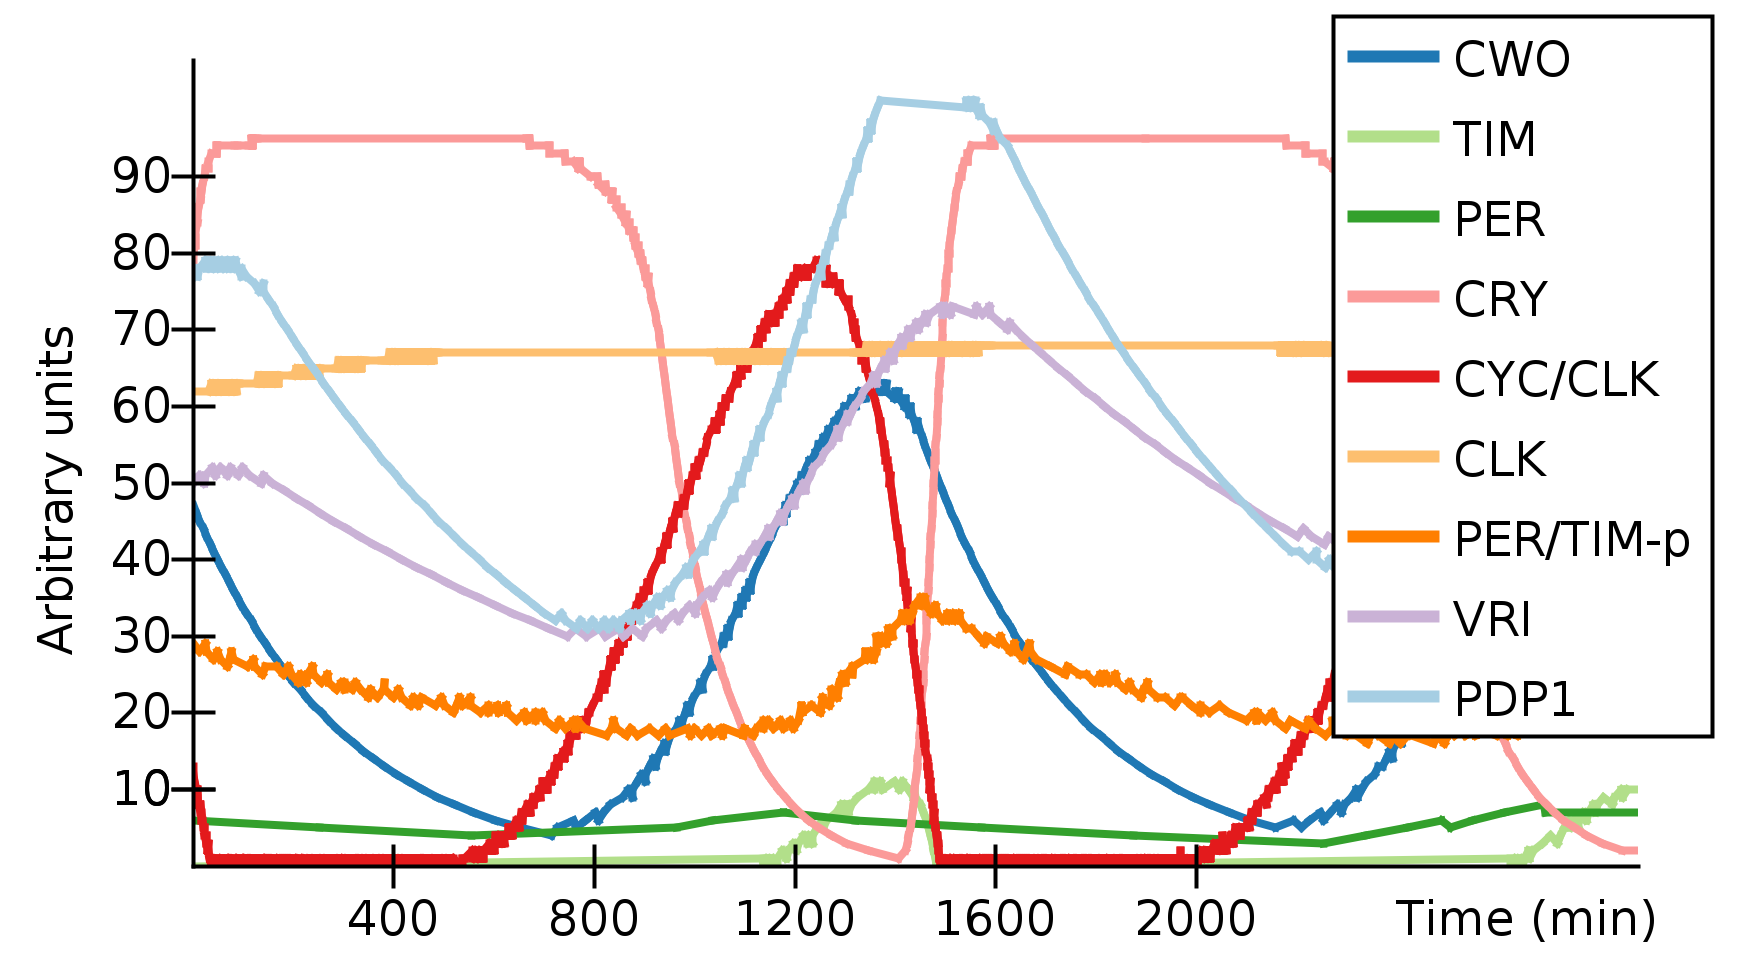 CWO
TIM
PER
CRY
CYC/CLK
CLK
PER/TIM-p
VRI
PDP1
Arbitrary units
90
80
70
60
50
40
30
20
10
400 800 1200 1600 2000 Time (min)